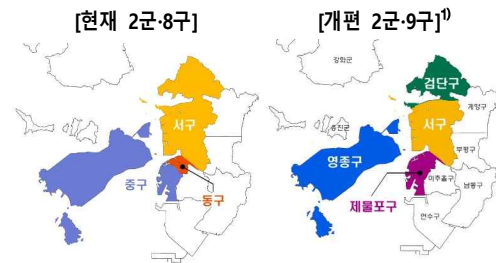 [현재 2군·8구]
[개편 2군·9구]¹⁾
서구
중구
동구
강화군
검단구
계양구
옹진군
서구
부평구
영종구
미추홀구
남동구
제물포구
연수구